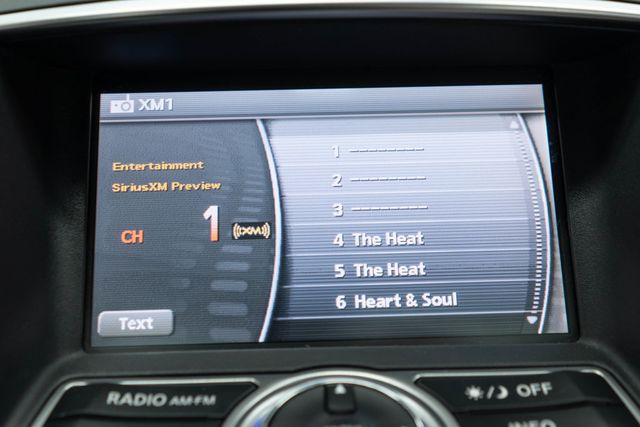 XM1
Entertainment
SiriusXM Preview
CH 1 ((XM))
1 --------
2 --------
3 --------
4 The Heat
5 The Heat
6 Heart & Soul
Text
RADIO AM·FM
OFF
INFO